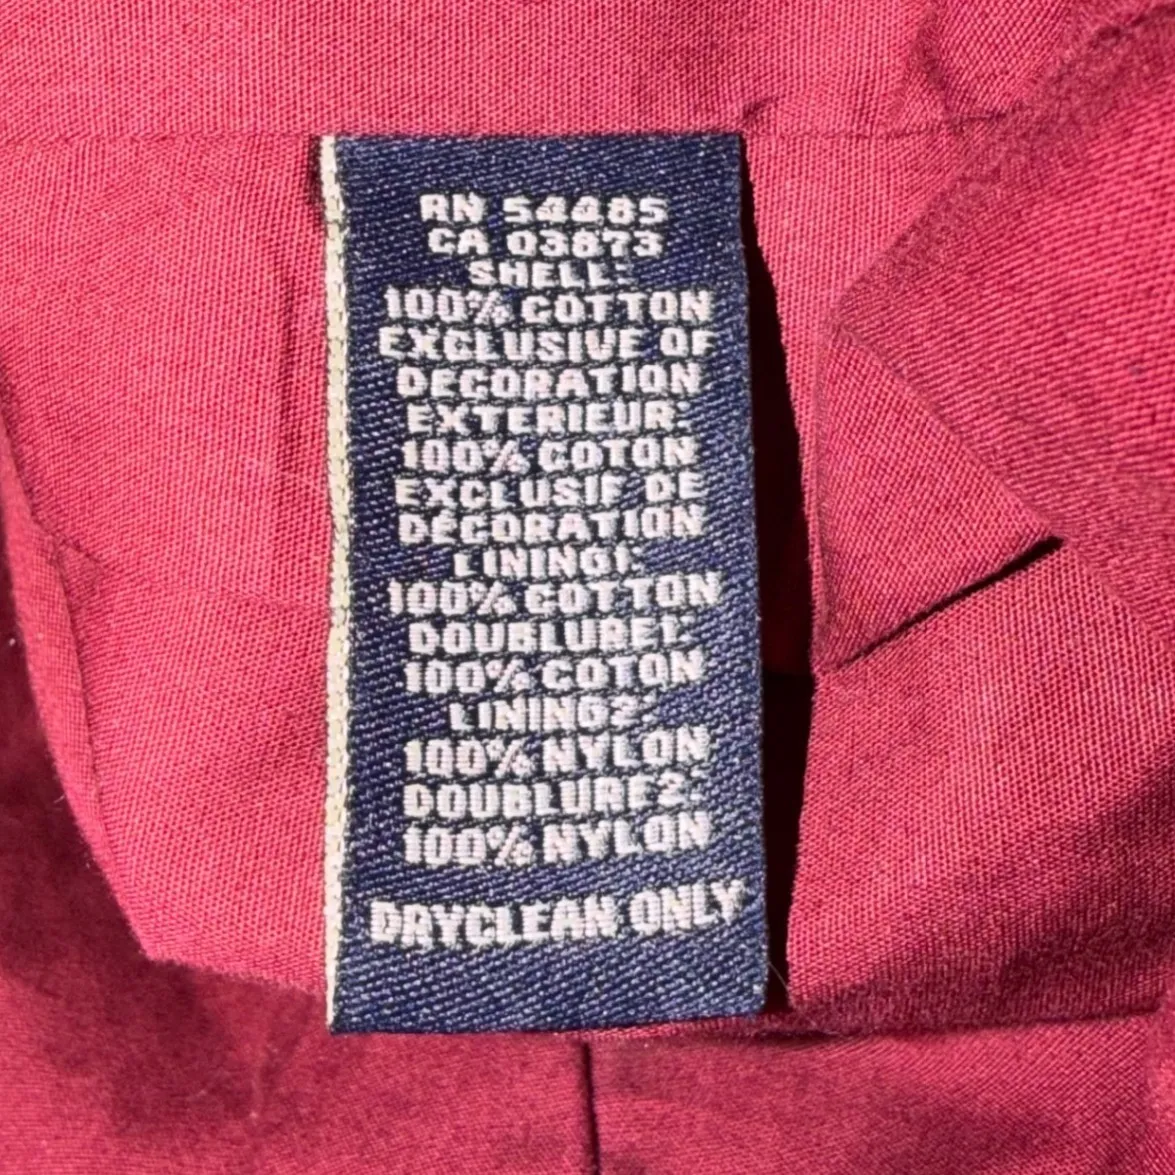 RN 54485
CA 03873
SHELL:
100% COTTON
EXCLUSIVE OF
DECORATION
EXTERIEUR:
100% COTON
EXCLUSIF DE
DÉCORATION
LINING1:
100% COTTON
DOUBLURE1:
100% COTON
LINING2:
100% NYLON
DOUBLURE2:
100% NYLON
DRYCLEAN ONLY